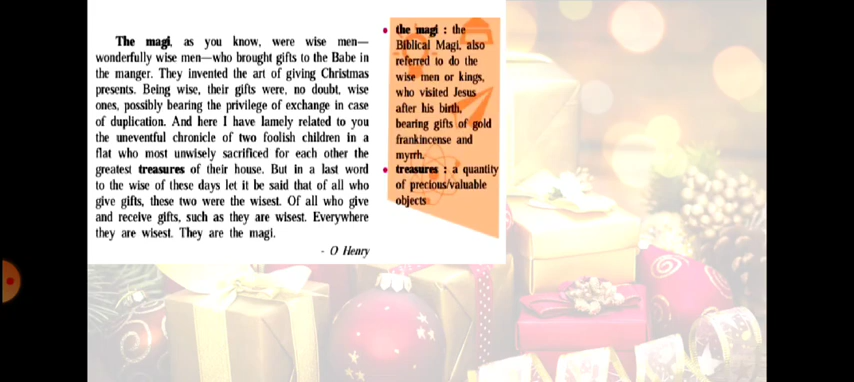 The magi, as you know, were wise men—
wonderfully wise men—who brought gifts to the Babe in
the manger. They invented the art of giving Christmas
presents. Being wise, their gifts were, no doubt, wise
ones, possibly bearing the privilege of exchange in case
of duplication. And here I have lamely related to you
the uneventful chronicle of two foolish children in a
flat who most unwisely sacrificed for each other the
greatest treasures of their house. But in a last word
to the wise of these days let it be said that of all who
give gifts, these two were the wisest. Of all who give
and receive gifts, such as they are wisest. Everywhere
they are wisest. They are the magi.
- O Henry
• the magi : the
Biblical Magi, also
referred to do the
wise men or kings,
who visited Jesus
after his birth,
bearing gifts of gold
frankincense and
myrrh.
• treasures : a quantity
of precious/valuable
objects